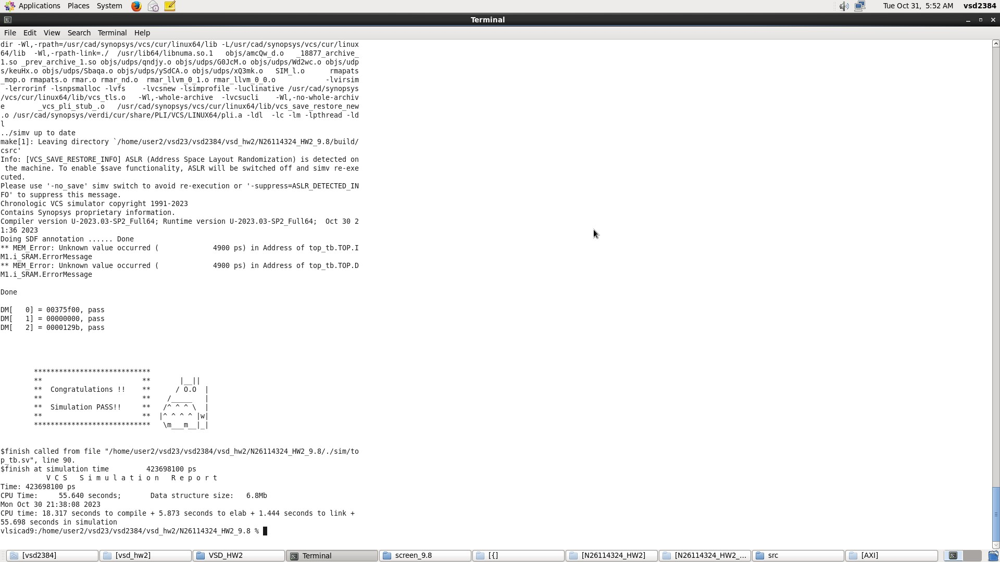 Applications Places System Tue Oct 31, 5:52 AM vsd2384
Terminal
File Edit View Search Terminal Help
dir -Wl,-rpath=/usr/cad/synopsys/vcs/cur/linux64/lib -L/usr/cad/synopsys/vcs/cur/linux
64/lib  -Wl,-rpath-link=./  /usr/lib64/libnuma.so.1   objs/amcQw_d.o   _18877_archive_
1.so _prev_archive_1.so objs/udps/qndjy.o objs/udps/G0JcM.o objs/udps/Wd2wc.o objs/udp
s/keuHx.o objs/udps/Sbaqa.o objs/udps/ySdCA.o objs/udps/xQ3mk.o   SIM_l.o      rmapats
_mop.o rmapats.o rmar.o rmar_nd.o  rmar_llvm_0_1.o rmar_llvm_0_0.o            -lvirsim
 -lerrorinf -lsnpsmalloc -lvfs    -lvcsnew -lsimprofile -luclinative /usr/cad/synopsys
/vcs/cur/linux64/lib/vcs_tls.o   -Wl,-whole-archive  -lvcsucli    -Wl,-no-whole-archiv
e        _vcs_pli_stub_.o   /usr/cad/synopsys/vcs/cur/linux64/lib/vcs_save_restore_new
.o /usr/cad/synopsys/verdi/cur/share/PLI/VCS/LINUX64/pli.a -ldl  -lc -lm -lpthread -ld
l
../simv up to date
make[1]: Leaving directory `/home/user2/vsd23/vsd2384/vsd_hw2/N26114324_HW2_9.8/build/
csrc'
Info: [VCS_SAVE_RESTORE_INFO] ASLR (Address Space Layout Randomization) is detected on
 the machine. To enable $save functionality, ASLR will be switched off and simv re-exe
cuted.
Please use '-no_save' simv switch to avoid re-execution or '-suppress=ASLR_DETECTED_IN
FO' to suppress this message.
Chronologic VCS simulator copyright 1991-2023
Contains Synopsys proprietary information.
Compiler version U-2023.03-SP2_Full64; Runtime version U-2023.03-SP2_Full64;  Oct 30 2
1:36 2023
Doing SDF annotation ...... Done
** MEM_Error: Unknown value occurred (             4900 ps) in Address of top_tb.TOP.I
M1.i_SRAM.ErrorMessage
** MEM_Error: Unknown value occurred (             4900 ps) in Address of top_tb.TOP.D
M1.i_SRAM.ErrorMessage
Done
DM[   0] = 00375f00, pass
DM[   1] = 00000000, pass
DM[   2] = 0000129b, pass
        ****************************
        **                        **       |__||
        **  Congratulations !!    **      / O.O  |
        **                        **    /_____   |
        **  Simulation PASS!!     **   /^ ^ ^ \  |
        **                        **  |^ ^ ^ ^ |w|
        ****************************   \m___m__|_|
$finish called from file "/home/user2/vsd23/vsd2384/vsd_hw2/N26114324_HW2_9.8/./sim/to
p_tb.sv", line 90.
$finish at simulation time         423698100 ps
           V C S   S i m u l a t i o n   R e p o r t
Time: 423698100 ps
CPU Time:     55.640 seconds;       Data structure size:   6.8Mb
Mon Oct 30 21:38:08 2023
CPU time: 18.317 seconds to compile + 5.873 seconds to elab + 1.444 seconds to link +
55.698 seconds in simulation
vlsicad9:/home/user2/vsd23/vsd2384/vsd_hw2/N26114324_HW2_9.8 %
[vsd2384] [vsd_hw2] VSD_HW2 Terminal screen_9.8 [{] [N26114324_HW2] [N26114324_HW2_... src [AXI]